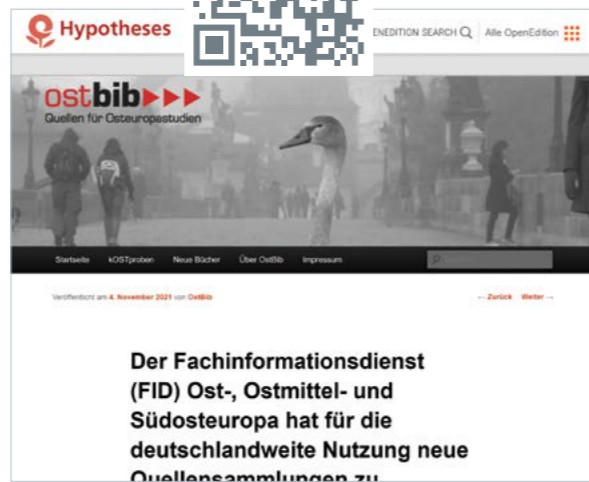 Hypotheses
ENEDITION SEARCH Alle OpenEdition
ostbib
Quellen für Osteuropastudien
Startseite kOSTproben Neue Bücher Über OstBib Impressum
Veröffentlicht am 4. November 2021 von OstBib ← Zurück Weiter →
Der Fachinformationsdienst
(FID) Ost-, Ostmittel- und
Südosteuropa hat für die
deutschlandweite Nutzung neue
Quellensammlungen zu